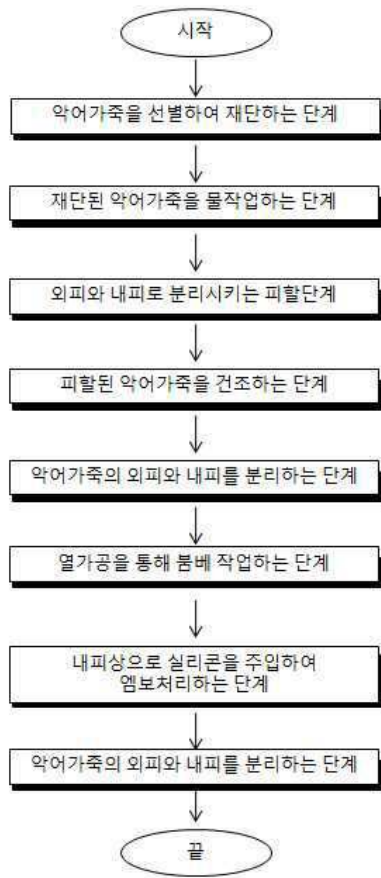 시작
악어가죽을 선별하여 재단하는 단계
재단된 악어가죽을 물작업하는 단계
외피와 내피로 분리시키는 피할단계
피할된 악어가죽을 건조하는 단계
악어가죽의 외피와 내피를 분리하는 단계
열가공을 통해 붐베 작업하는 단계
내피상으로 실리콘을 주입하여
엠보처리하는 단계
악어가죽의 외피와 내피를 분리하는 단계
끝